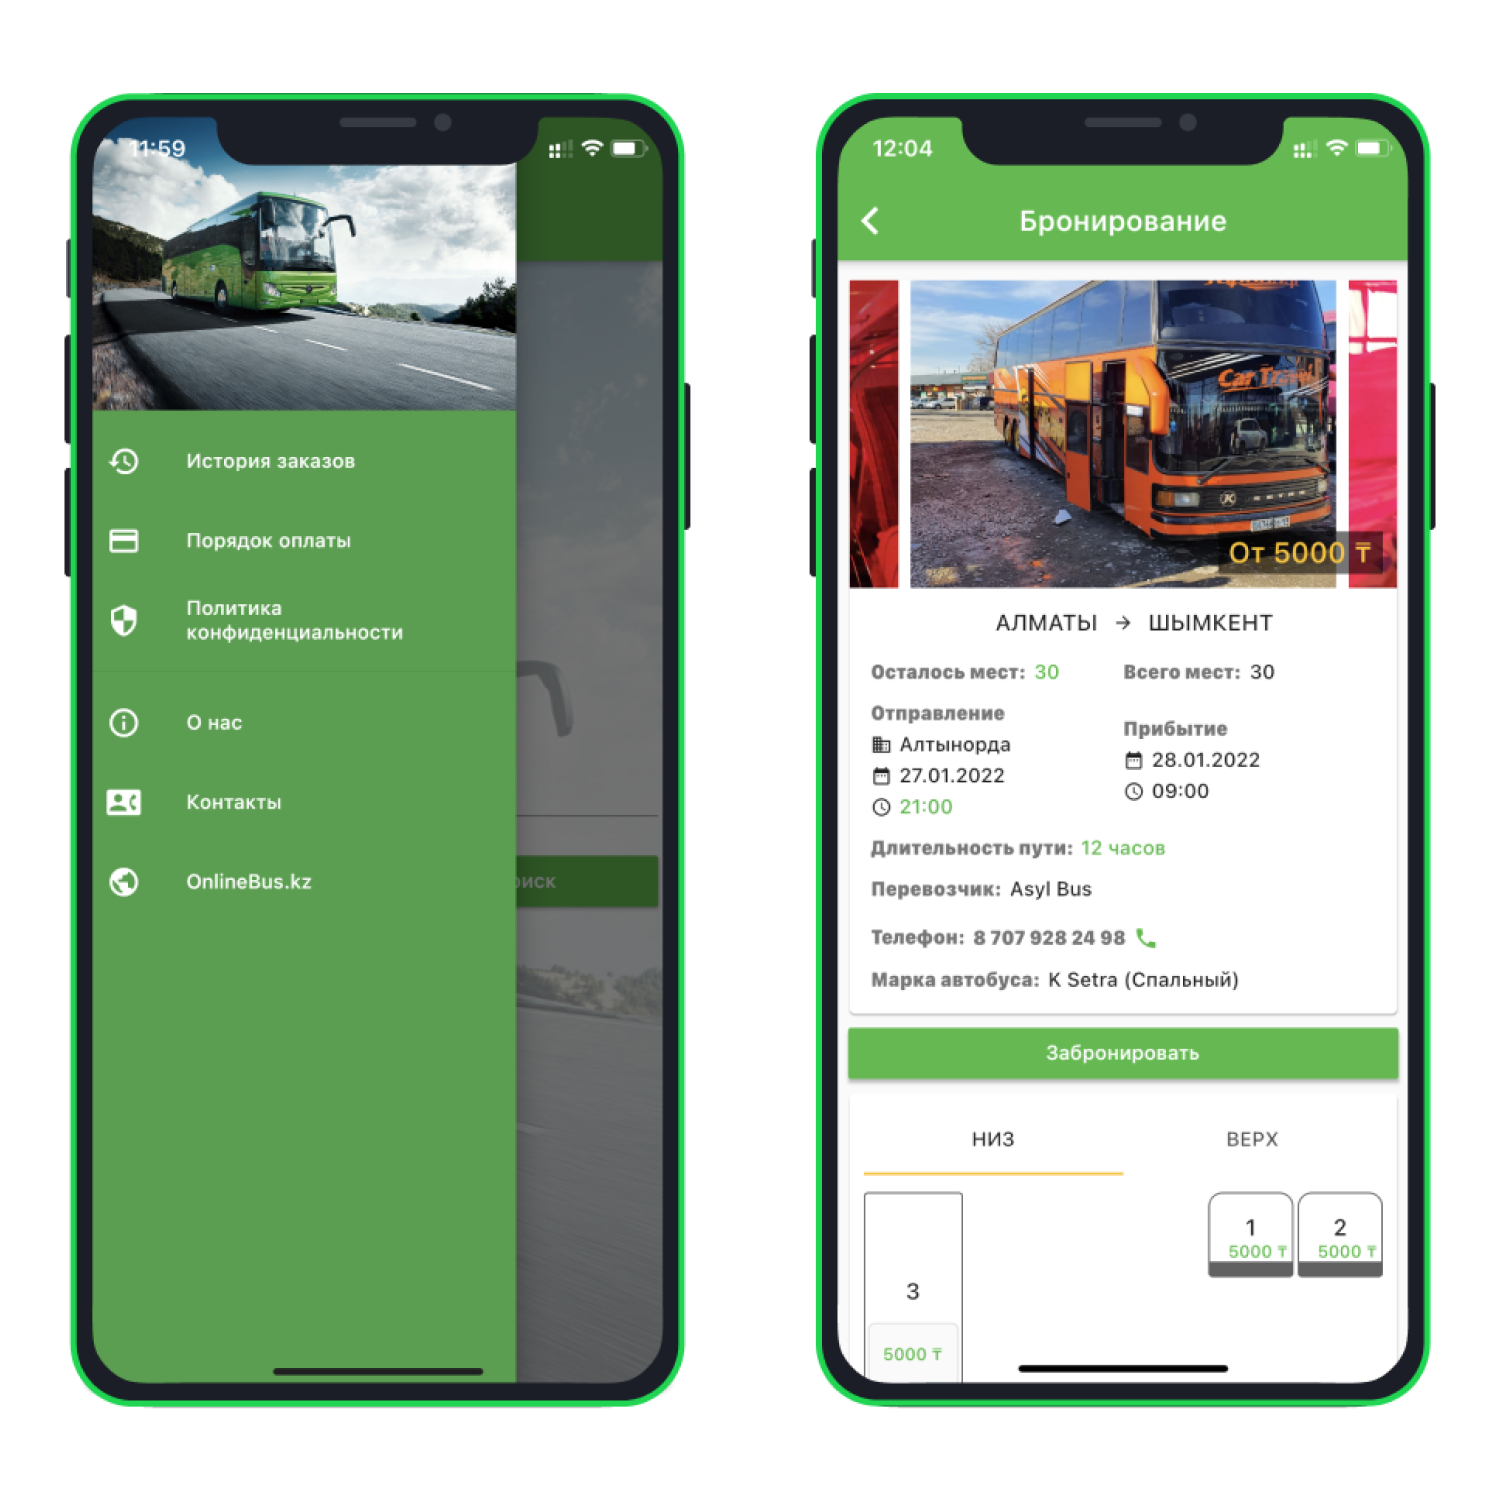 11:59
История заказов
Порядок оплаты
Политика
конфиденциальности
О нас
Контакты
OnlineBus.kz
иск
12:04
Бронирование
От 5000 ₸
АЛМАТЫ → ШЫМКЕНТ
Осталось мест: 30
Всего мест: 30
Отправление
Алтынорда
27.01.2022
21:00
Прибытие
28.01.2022
09:00
Длительность пути: 12 часов
Перевозчик: Asyl Bus
Телефон: 8 707 928 24 98
Марка автобуса: K Setra (Спальный)
Забронировать
НИЗ
ВЕРХ
1
5000 ₸
2
5000 ₸
3
5000 ₸